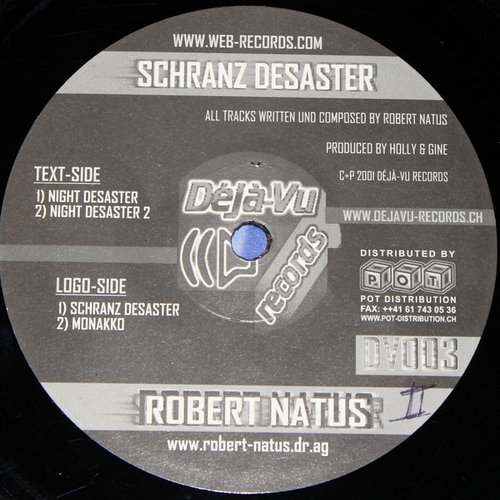 WWW.WEB-RECORDS.COM
SCHRANZ DESASTER
ALL TRACKS WRITTEN UND COMPOSED BY ROBERT NATUS
PRODUCED BY HOLLY & GINE
C+P 2001 DÉJÀ-VU RECORDS
TEXT-SIDE
1) NIGHT DESASTER
2) NIGHT DESASTER 2
Déjà-Vu
records
WWW.DEJAVU-RECORDS.CH
LOGO-SIDE
1) SCHRANZ DESASTER
2) MONAKKO
DISTRIBUTED BY
POT
POT DISTRIBUTION
FAX: ++41 61 743 05 36
WWW.POT-DISTRIBUTION.CH
DV003
II
ROBERT NATUS
www.robert-natus.dr.ag